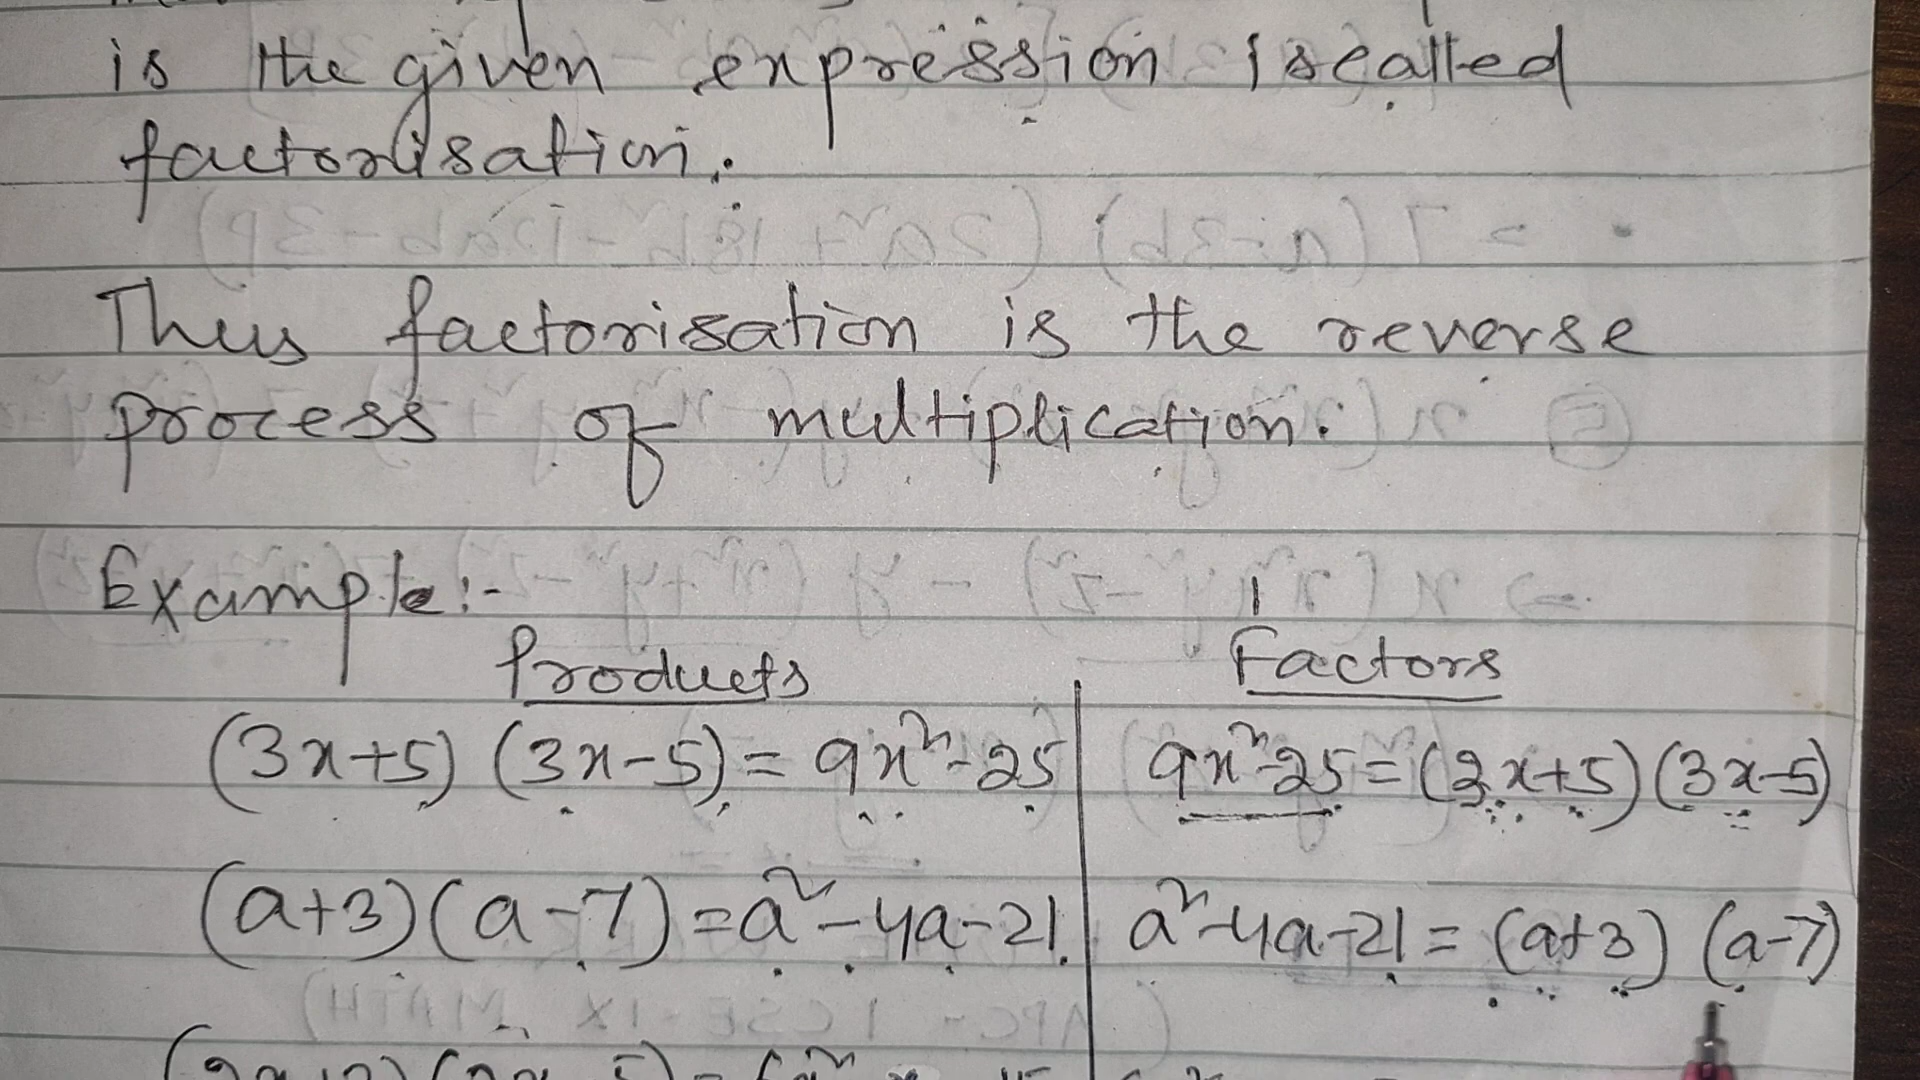 is the given expression is called
factorisation.
Thus factorisation is the reverse
process of multiplication.
Example:-
Products
Factors
(3x+5) (3x-5) = 9x²-25
9x²-25 = (3x+5) (3x-5)
(a+3) (a-7) = a²-4a-21
a²-4a-21 = (a+3) (a-7)